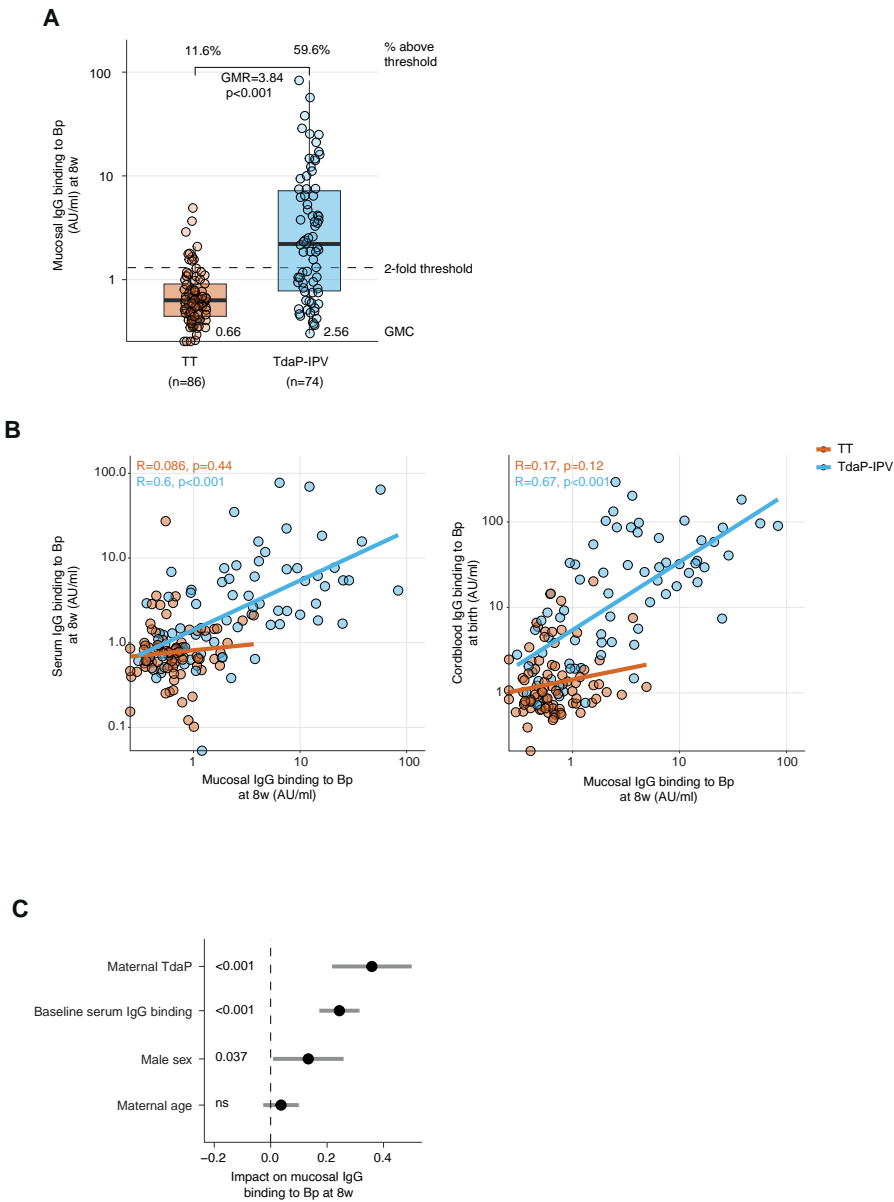 A
11.6%
59.6%
% above
threshold
GMR=3.84
p<0.001
100
10
1
Mucosal IgG binding to Bp
(AU/ml) at 8w
2-fold threshold
0.66
2.56
GMC
TT
TdaP-IPV
(n=86)
(n=74)
B
R=0.086, p=0.44
R=0.6, p<0.001
100.0
10.0
1.0
0.1
Serum IgG binding to Bp
at 8w (AU/ml)
1
10
100
Mucosal IgG binding to Bp
at 8w (AU/ml)
R=0.17, p=0.12
R=0.67, p<0.001
100
10
1
Cordblood IgG binding to Bp
at birth (AU/ml)
1
10
100
Mucosal IgG binding to Bp
at 8w (AU/ml)
TT
TdaP-IPV
C
Maternal TdaP
<0.001
Baseline serum IgG binding
<0.001
Male sex
0.037
Maternal age
ns
−0.2
0.0
0.2
0.4
Impact on mucosal IgG
binding to Bp at 8w